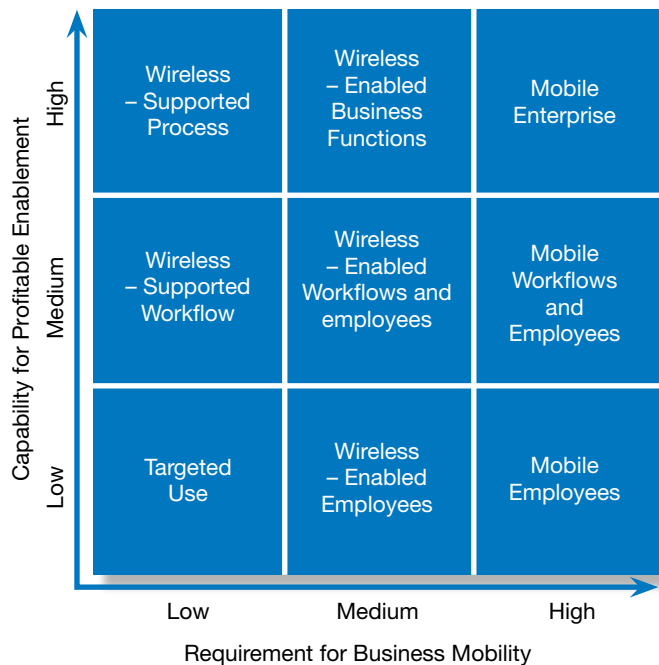 Capability for Profitable Enablement
High
Wireless
– Supported
Process
Wireless
– Enabled
Business
Functions
Mobile
Enterprise
Medium
Wireless
– Supported
Workflow
Wireless
– Enabled
Workflows and
employees
Mobile
Workflows
and
Employees
Low
Targeted
Use
Wireless
– Enabled
Employees
Mobile
Employees
Low
Medium
High
Requirement for Business Mobility